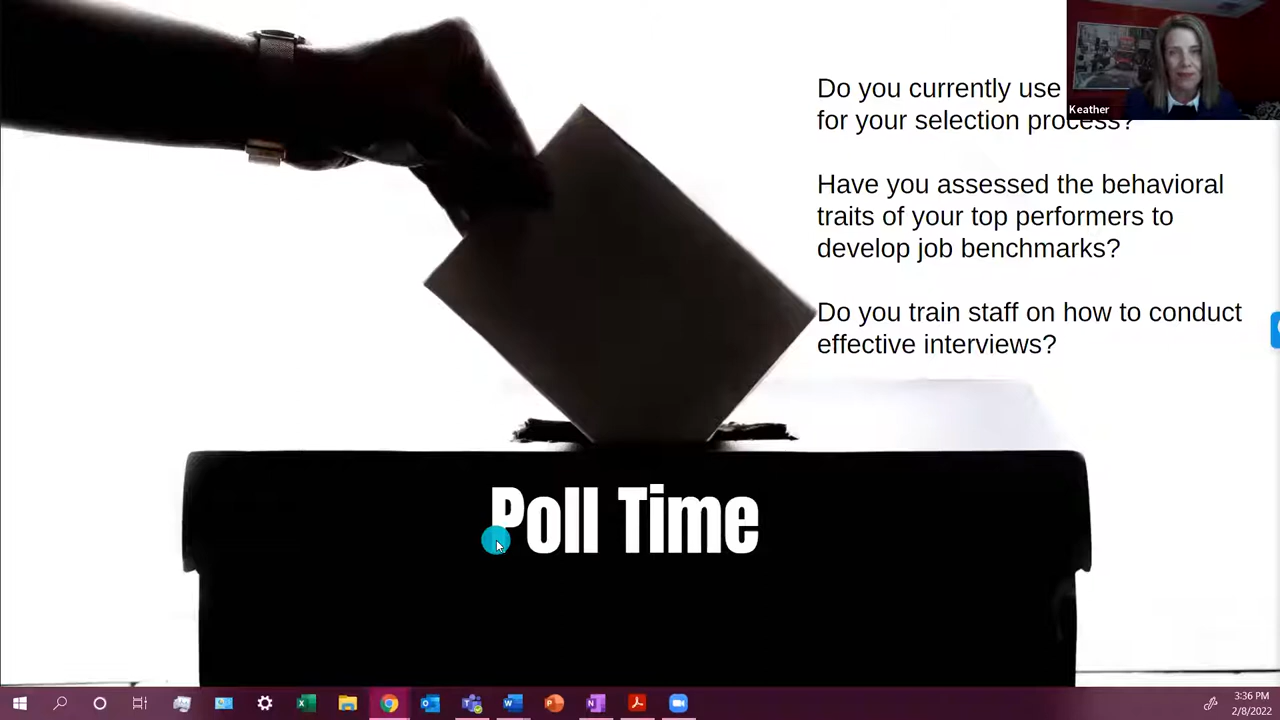 Do you currently use
for your selection process?
Have you assessed the behavioral
traits of your top performers to
develop job benchmarks?
Do you train staff on how to conduct
effective interviews?
Keather
Poll Time
3:36 PM
2/8/2022